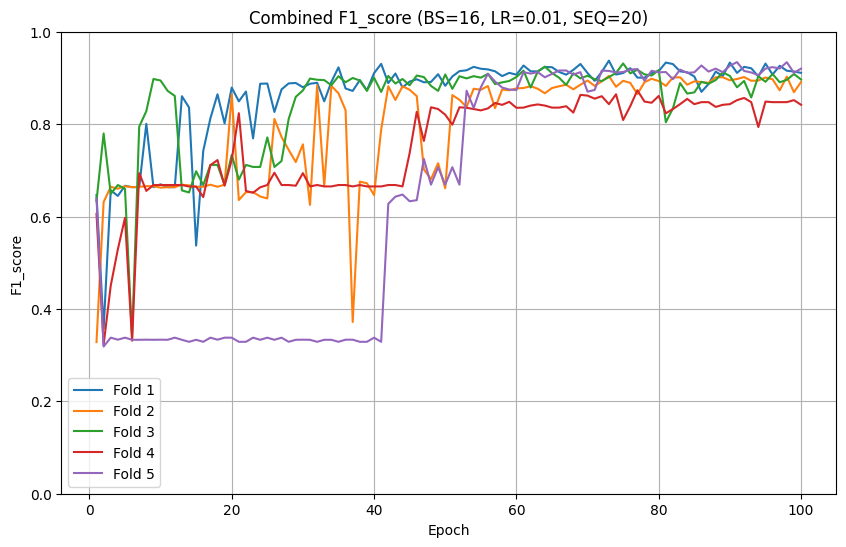 Combined F1_score (BS=16, LR=0.01, SEQ=20)
F1_score
1.0
0.8
0.6
0.4
0.2
0.0
Fold 1
Fold 2
Fold 3
Fold 4
Fold 5
0 20 40 60 80 100
Epoch